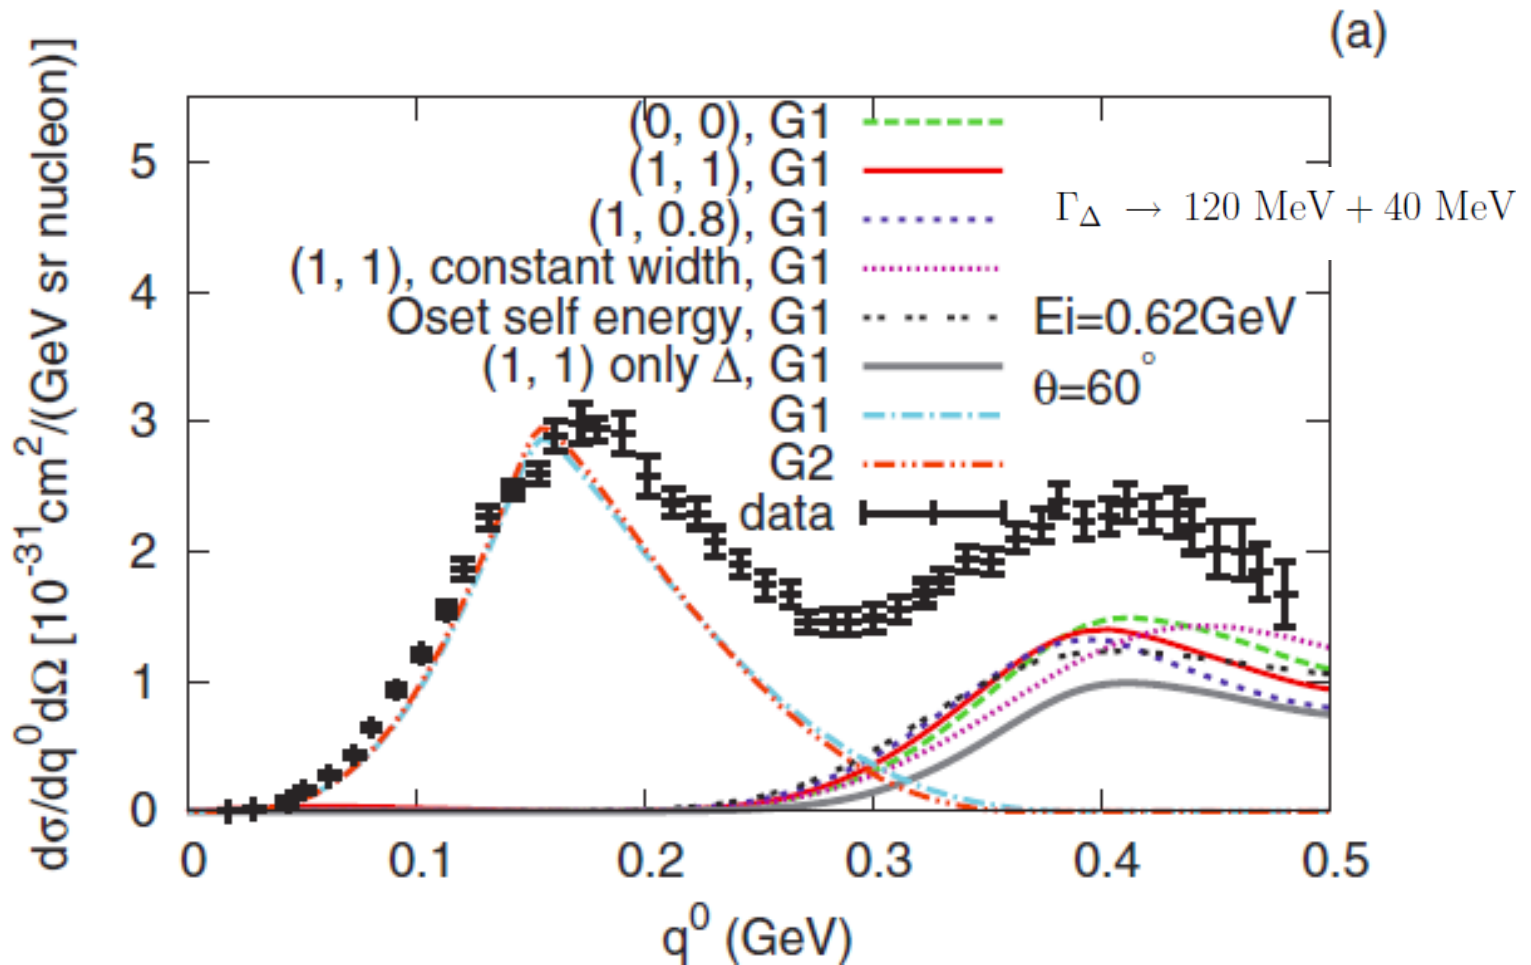 (a)
dσ/dq⁰dΩ [10⁻³¹cm²/(GeV sr nucleon)]
5
4
3
2
1
0
(0, 0), G1
(1, 1), G1
(1, 0.8), G1
(1, 1), constant width, G1
Oset self energy, G1
(1, 1) only Δ, G1
G1
G2
data
Γ_Δ → 120 MeV + 40 MeV
Ei=0.62GeV
θ=60°
0 0.1 0.2 0.3 0.4 0.5
q⁰ (GeV)